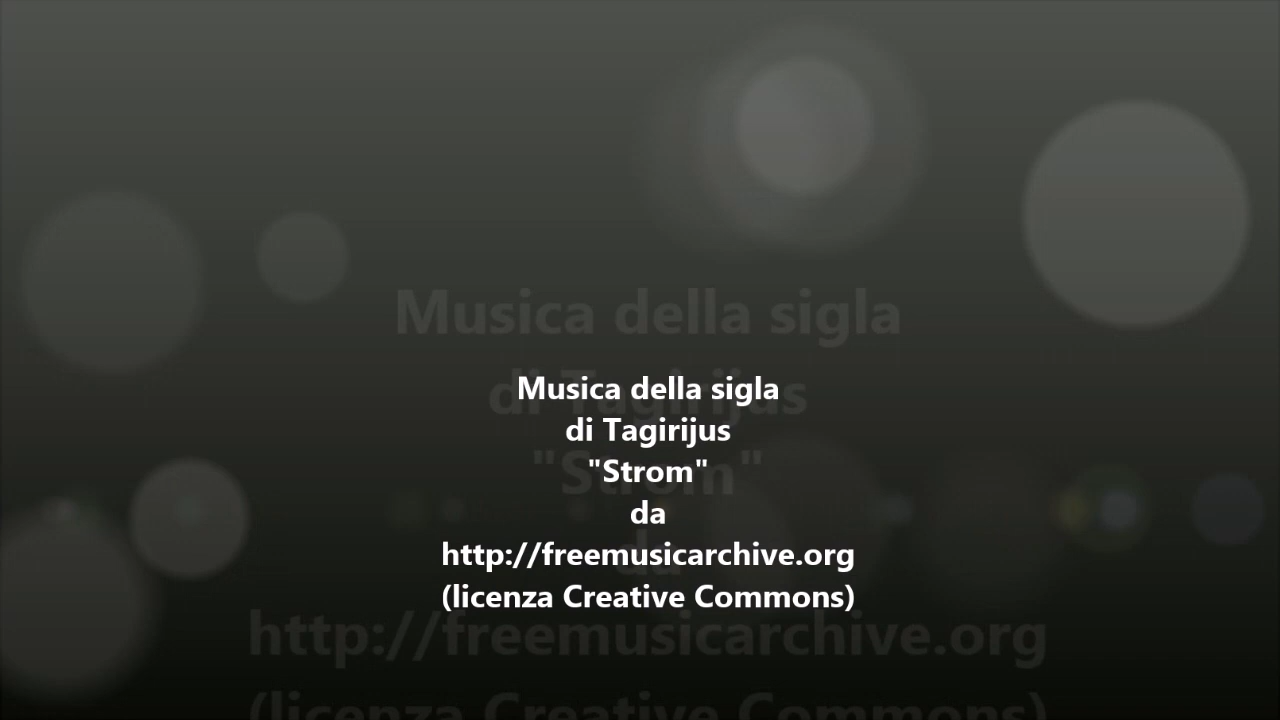 Musica della sigla
di Tagirijus
"Strom"
da
http://freemusicarchive.org
(licenza Creative Commons)